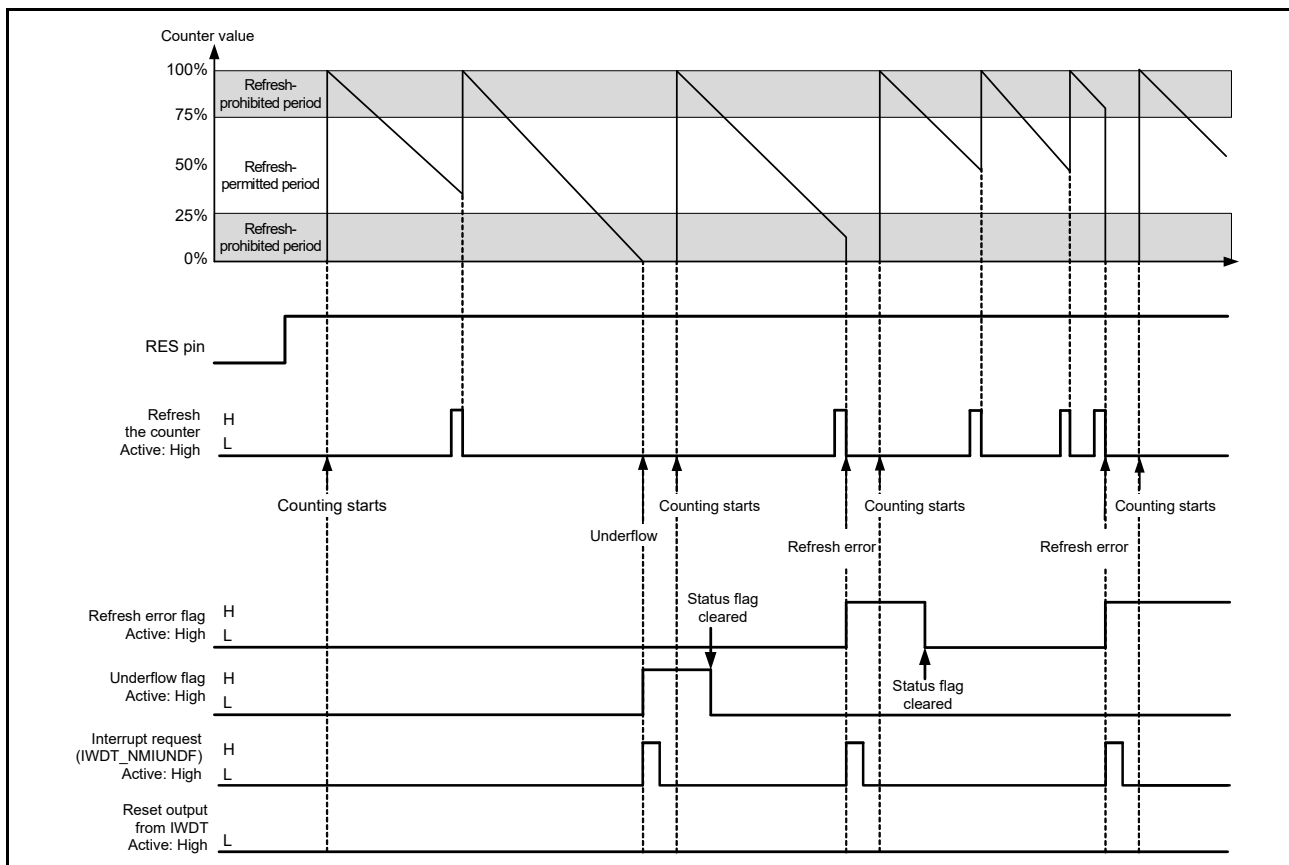 Counter value
100%
Refresh-
prohibited period
75%
50%
Refresh-
permitted period
25%
Refresh-
prohibited period
0%
RES pin
Refresh
the counter
Active: High
H
L
Counting starts
Counting starts
Counting starts
Counting starts
Underflow
Refresh error
Refresh error
Refresh error flag
Active: High
H
L
Status flag
cleared
Underflow flag
Active: High
H
L
Status flag
cleared
Interrupt request
(IWDT_NMIUNDF)
Active: High
H
L
Reset output
from IWDT
Active: High
L